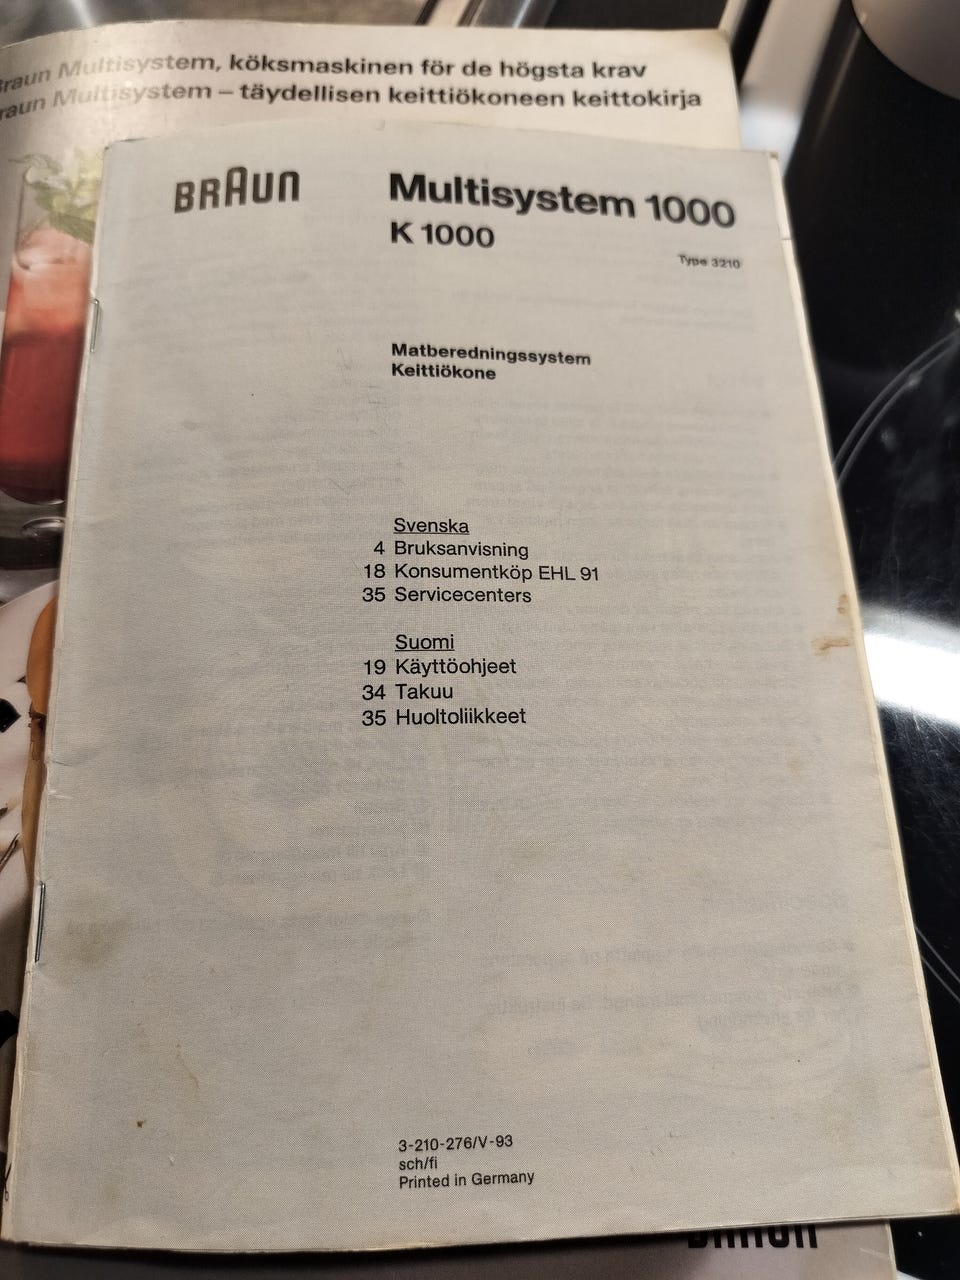 Braun Multisystem, köksmaskinen för de högsta krav
Braun Multisystem – täydellisen keittiökoneen keittokirja
BRAUN
Multisystem 1000
K 1000
Type 3210
Matberedningssystem
Keittiökone
Svenska
4 Bruksanvisning
18 Konsumentköp EHL 91
35 Servicecenters
Suomi
19 Käyttöohjeet
34 Takuu
35 Huoltoliikkeet
3-210-276/V-93
sch/fi
Printed in Germany
BRAUN